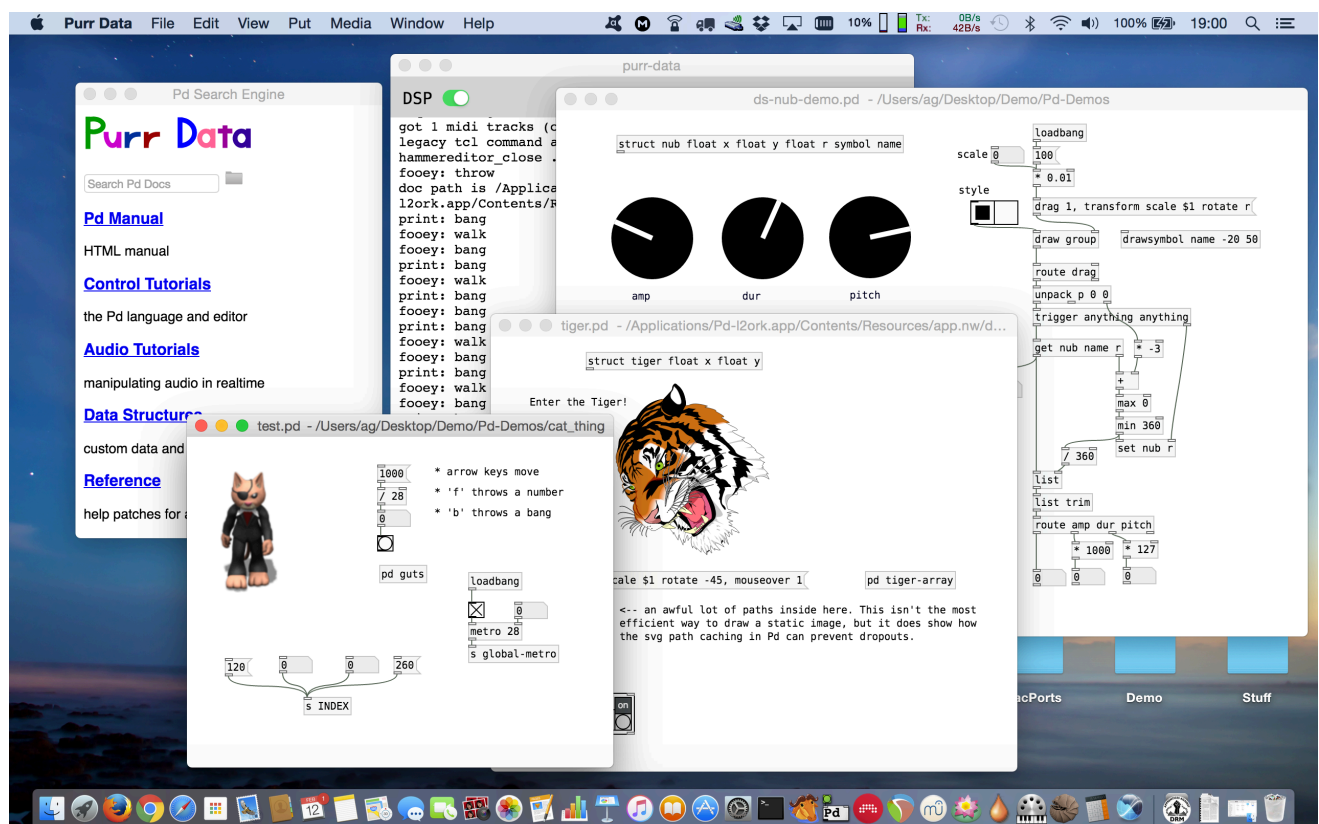 Purr Data File Edit View Put Media Window Help
10% Tx: 0B/s
Rx: 42B/s
100% 19:00
purr-data
DSP
got 1 midi tracks (
legacy tcl command a
hammereditor_close .
fooey: throw
doc path is /Applica
l2ork.app/Contents/R
print: bang
fooey: walk
fooey: bang
print: bang
fooey: walk
print: bang
fooey: bang
print: bang
fooey: walk
fooey: bang
print: bang
fooey: walk
fooey: bang
Pd Search Engine
Purr Data
Search Pd Docs
Pd Manual
HTML manual
Control Tutorials
the Pd language and editor
Audio Tutorials
manipulating audio in realtime
Data Structures
custom data and
Reference
help patches for a
ds-nub-demo.pd - /Users/ag/Desktop/Demo/Pd-Demos
struct nub float x float y float r symbol name
amp dur pitch
loadbang
scale 0 100
* 0.01
style
drag 1, transform scale $1 rotate r
draw group drawsymbol name -20 50
route drag
unpack p 0 0
trigger anything anything
get nub name r * -3
+
max 0
min 360
set nub r
/ 360
list
list trim
route amp dur pitch
* 1000 * 127
0 0 0
tiger.pd - /Applications/Pd-l2ork.app/Contents/Resources/app.nw/d...
struct tiger float x float y
Enter the Tiger!
cale $1 rotate -45, mouseover 1 pd tiger-array
<-- an awful lot of paths inside here. This isn't the most
efficient way to draw a static image, but it does show how
the svg path caching in Pd can prevent dropouts.
on
test.pd - /Users/ag/Desktop/Demo/Pd-Demos/cat_thing
1000 * arrow keys move
/ 28 * 'f' throws a number
0 * 'b' throws a bang
pd guts
loadbang
0
metro 28
s global-metro
120 0 0 260
s INDEX
acPorts Demo Stuff
12
Pd
DRM